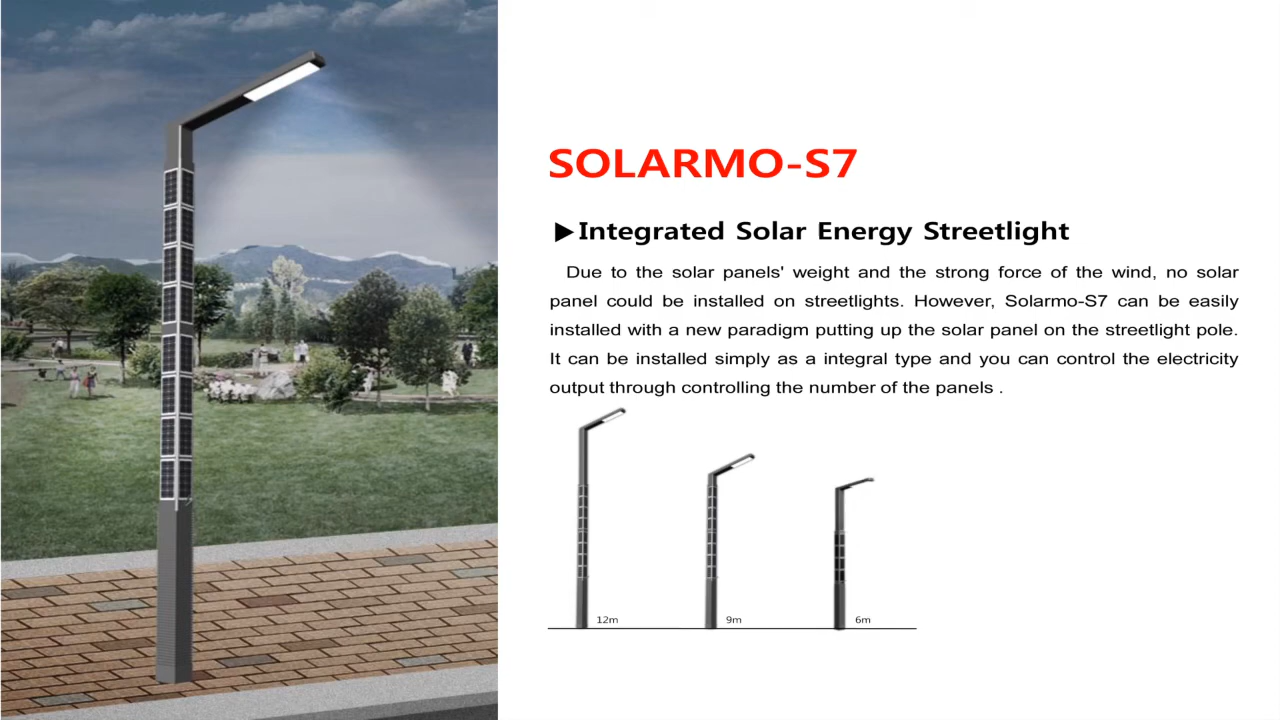 SOLARMO-S7
▶Integrated Solar Energy Streetlight
Due to the solar panels' weight and the strong force of the wind, no solar
panel could be installed on streetlights. However, Solarmo-S7 can be easily
installed with a new paradigm putting up the solar panel on the streetlight pole.
It can be installed simply as a integral type and you can control the electricity
output through controlling the number of the panels .
12m
9m
6m